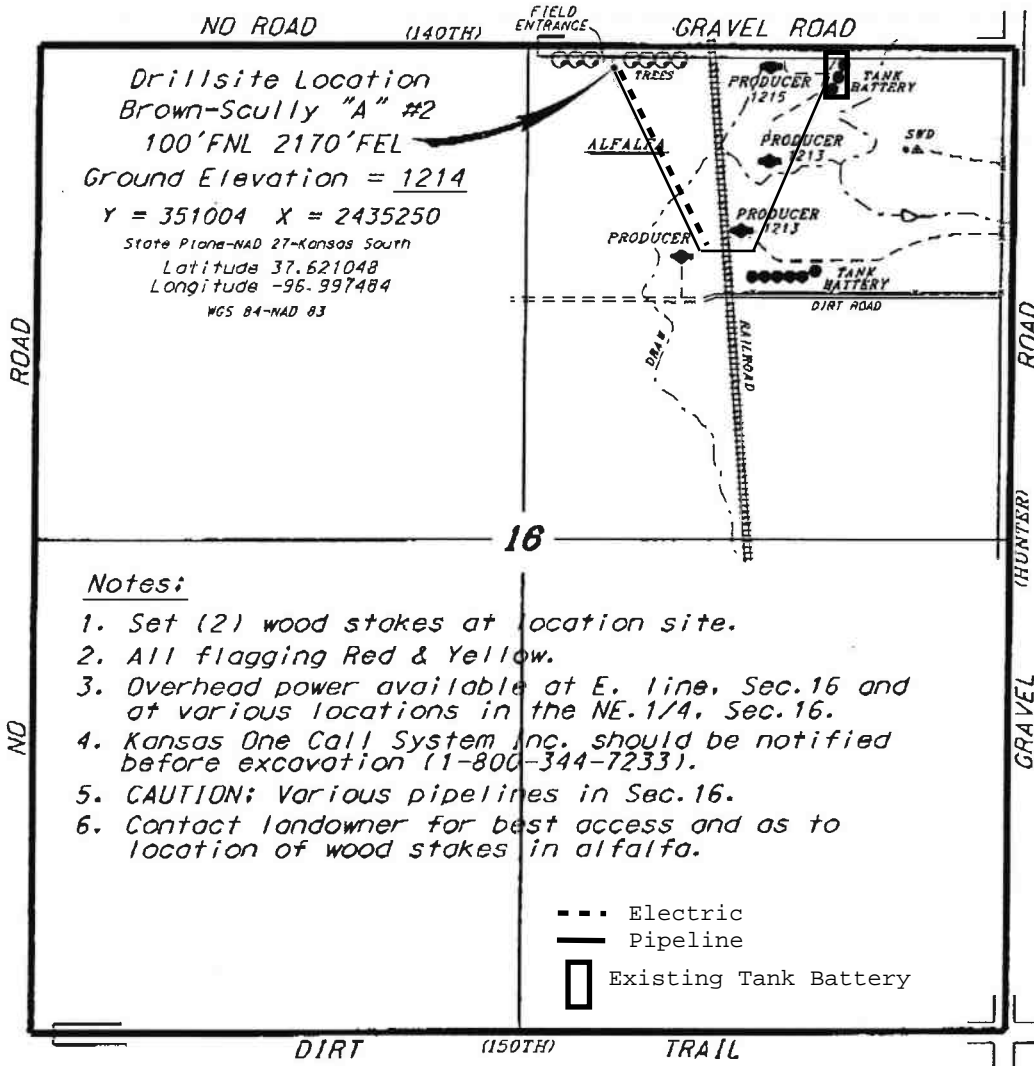 NO ROAD
(140TH)
FIELD
ENTRANCE
GRAVEL ROAD
Drillsite Location
Brown-Scully "A" #2
100'FNL 2170'FEL
Ground Elevation = 1214
Y = 351004 X = 2435250
State Plane-NAD 27-Kansas South
Latitude 37.621048
Longitude -96.997484
WGS 84-NAD 83
TREES
PRODUCER
1215
TANK
BATTERY
ALFALFA
PRODUCER
1213
SWD
PRODUCER
1213
PRODUCER
TANK
BATTERY
DIRT ROAD
DRAW
RAILROAD
ROAD
ROAD
16
(HUNTER)
Notes:
1. Set (2) wood stakes at location site.
2. All flagging Red & Yellow.
3. Overhead power available at E. line, Sec.16 and
at various locations in the NE.1/4, Sec.16.
4. Kansas One Call System Inc. should be notified
before excavation (1-800-344-7233).
5. CAUTION: Various pipelines in Sec.16.
6. Contact landowner for best access and as to
location of wood stakes in alfalfa.
NO
GRAVEL
Electric
Pipeline
Existing Tank Battery
DIRT
(150TH)
TRAIL